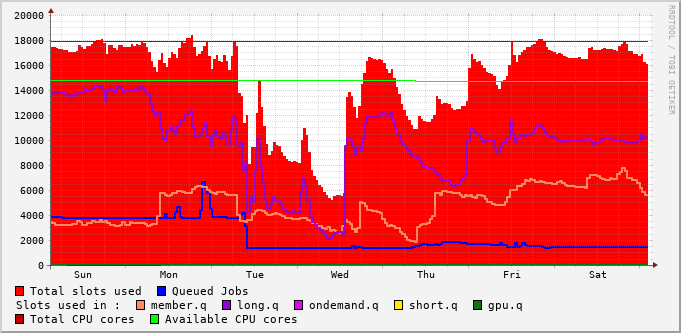 20000
18000
16000
14000
12000
10000
8000
6000
4000
2000
0
Sun Mon Tue Wed Thu Fri Sat
RRDTOOL / TOBI OETIKER
Total slots used Queued Jobs
Slots used in : member.q long.q ondemand.q short.q gpu.q
Total CPU cores Available CPU cores